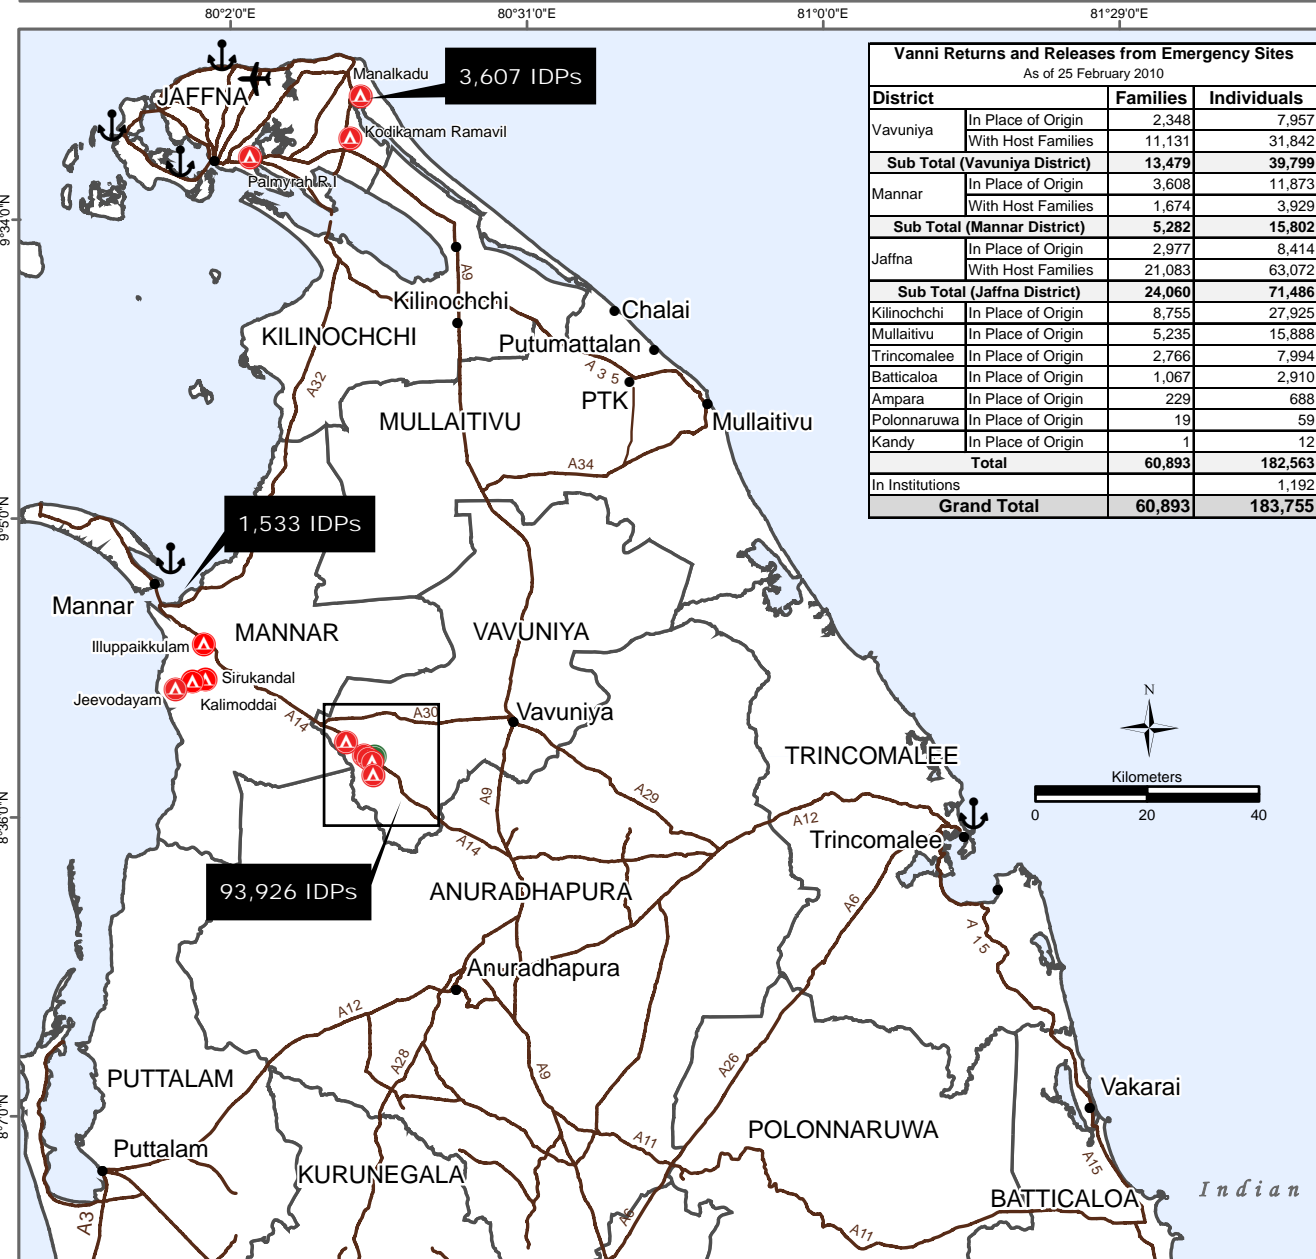 80°2'0"E 80°31'0"E 81°0'0"E 81°29'0"E
Vanni Returns and Releases from Emergency Sites
As of 25 February 2010
District Families Individuals
Vavuniya In Place of Origin 2,348 7,957
With Host Families 11,131 31,842
Sub Total (Vavuniya District) 13,479 39,799
Mannar In Place of Origin 3,608 11,873
With Host Families 1,674 3,929
Sub Total (Mannar District) 5,282 15,802
Jaffna In Place of Origin 2,977 8,414
With Host Families 21,083 63,072
Sub Total (Jaffna District) 24,060 71,486
Kilinochchi In Place of Origin 8,755 27,925
Mullaitivu In Place of Origin 5,235 15,888
Trincomalee In Place of Origin 2,766 7,994
Batticaloa In Place of Origin 1,067 2,910
Ampara In Place of Origin 229 688
Polonnaruwa In Place of Origin 19 59
Kandy In Place of Origin 1 12
Total 60,893 182,563
In Institutions 1,192
Grand Total 60,893 183,755
Manalkadu
3,607 IDPs
JAFFNA
Kodikamam Ramavil
Palmyrah R.I
9°34'0"N
A9
Kilinochchi
Chalai
KILINOCHCHI
Putumattalan
A35
A32
PTK
MULLAITIVU
Mullaitivu
A34
9°5'0"N
1,533 IDPs
Mannar
MANNAR
VAVUNIYA
Illuppaikkulam
Sirukandal
Jeevodayam
Kalimoddai
A14
A30
Vavuniya
N
TRINCOMALEE
Kilometers
0 20 40
A9
A29
A12
8°36'0"N
A14
Trincomalee
93,926 IDPs
ANURADHAPURA
A6
A15
Anuradhapura
A12
A28
A9
A26
PUTTALAM
Vakarai
8°7'0"N
POLONNARUWA
A11
Puttalam
KURUNEGALA
A15
BATTICALOA
Indian
A3
A6
A11